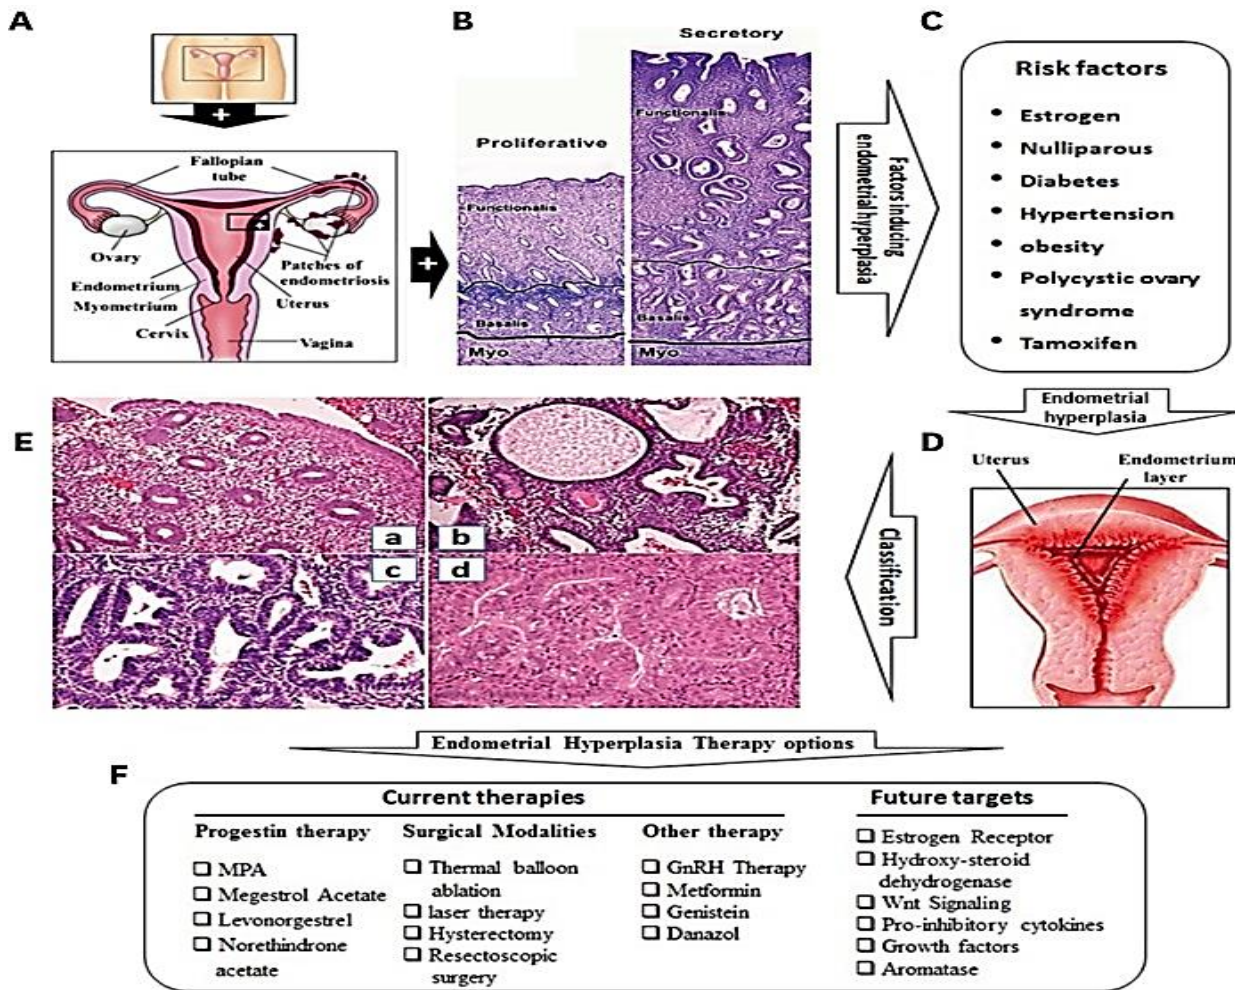 A
Fallopian
tube
Ovary
Endometrium
Myometrium
Cervix
Patches of
endometriosis
Uterus
Vagina
B
Proliferative
Functionalis
Basalis
Myo
Secretory
Functionalis
Basalis
Myo
Factors inducing
endometrial hyperplasia
C
Risk factors
• Estrogen
• Nulliparous
• Diabetes
• Hypertension
• obesity
• Polycystic ovary
syndrome
• Tamoxifen
Endometrial
hyperplasia
D
Uterus
Endometrium
layer
Classification
E
a
b
c
d
Endometrial Hyperplasia Therapy options
F
Current therapies
Progestin therapy
❑ MPA
❑ Megestrol Acetate
❑ Levonorgestrel
❑ Norethindrone
acetate
Surgical Modalities
❑ Thermal balloon
ablation
❑ laser therapy
❑ Hysterectomy
❑ Resectoscopic
surgery
Other therapy
❑ GnRH Therapy
❑ Metformin
❑ Genistein
❑ Danazol
Future targets
❑ Estrogen Receptor
❑ Hydroxy-steroid
dehydrogenase
❑ Wnt Signaling
❑ Pro-inhibitory cytokines
❑ Growth factors
❑ Aromatase